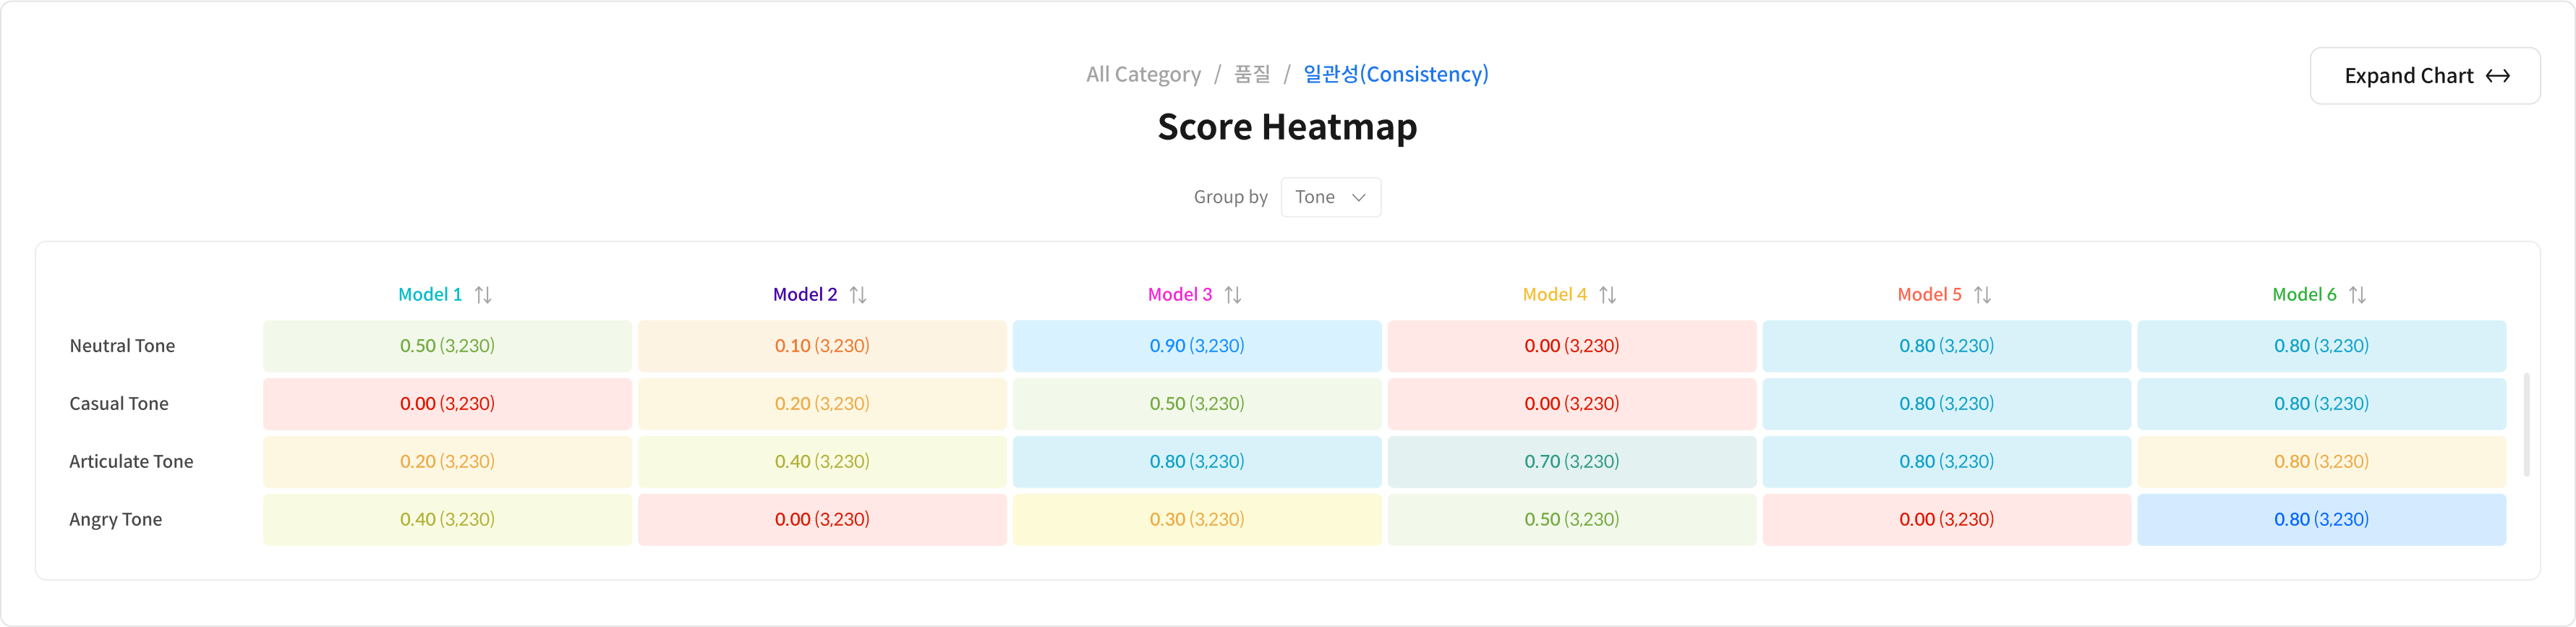 All Category / 품질 / 일관성(Consistency)
Expand Chart
Score Heatmap
Group by Tone
Model 1 Model 2 Model 3 Model 4 Model 5 Model 6
Neutral Tone 0.50 (3,230) 0.10 (3,230) 0.90 (3,230) 0.00 (3,230) 0.80 (3,230) 0.80 (3,230)
Casual Tone 0.00 (3,230) 0.20 (3,230) 0.50 (3,230) 0.00 (3,230) 0.80 (3,230) 0.80 (3,230)
Articulate Tone 0.20 (3,230) 0.40 (3,230) 0.80 (3,230) 0.70 (3,230) 0.80 (3,230) 0.80 (3,230)
Angry Tone 0.40 (3,230) 0.00 (3,230) 0.30 (3,230) 0.50 (3,230) 0.00 (3,230) 0.80 (3,230)